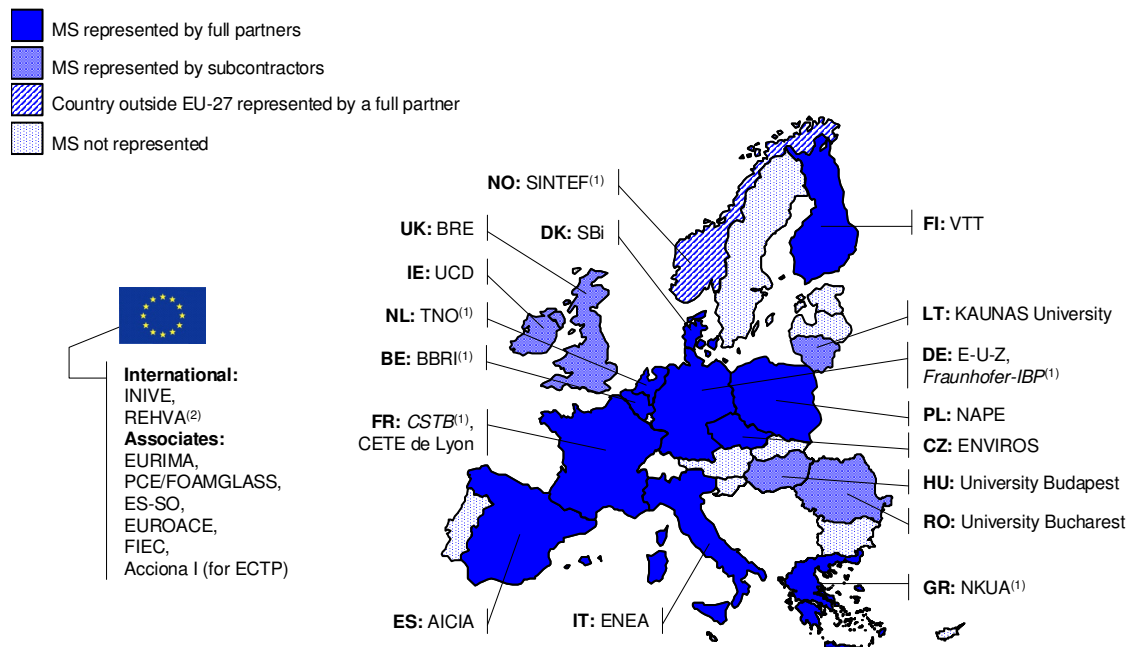 MS represented by full partners
MS represented by subcontractors
Country outside EU-27 represented by a full partner
MS not represented
NO: SINTEF(1)
UK: BRE
DK: SBi
FI: VTT
IE: UCD
NL: TNO(1)
LT: KAUNAS University
BE: BBRI(1)
DE: E-U-Z,
Fraunhofer-IBP(1)
International:
INIVE,
REHVA(2)
Associates:
EURIMA,
PCE/FOAMGLASS,
ES-SO,
EUROACE,
FIEC,
Acciona I (for ECTP)
FR: CSTB(1),
CETE de Lyon
PL: NAPE
CZ: ENVIROS
HU: University Budapest
RO: University Bucharest
GR: NKUA(1)
ES: AICIA
IT: ENEA